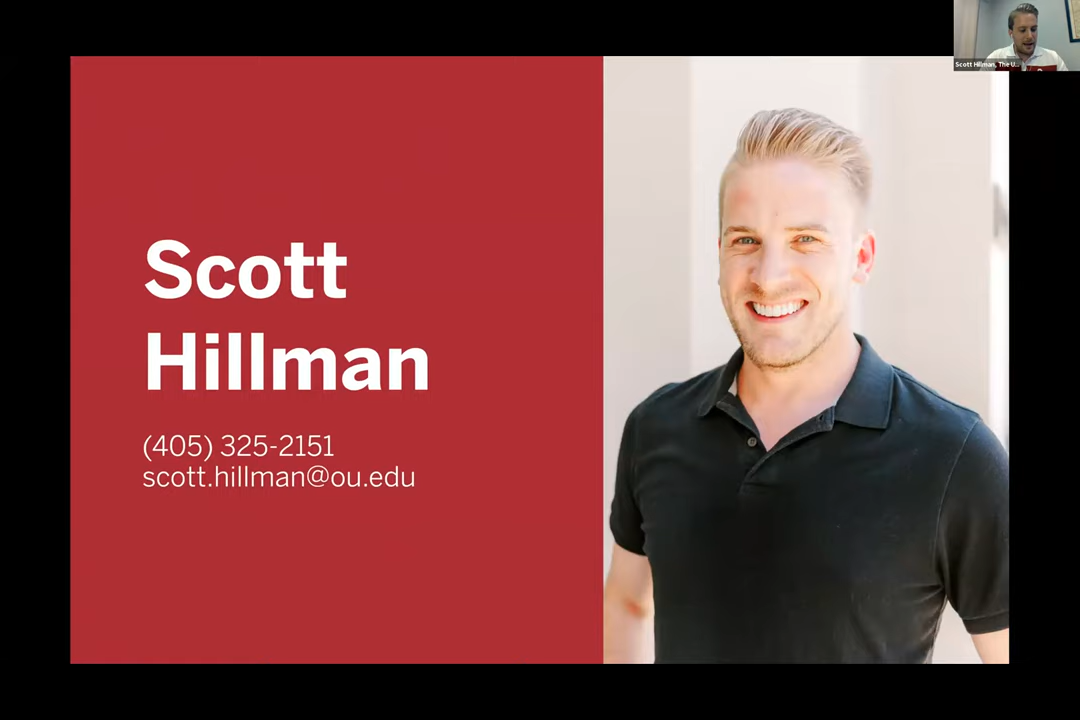 Scott Hillman, The U...
Scott
Hillman
(405) 325-2151
scott.hillman@ou.edu